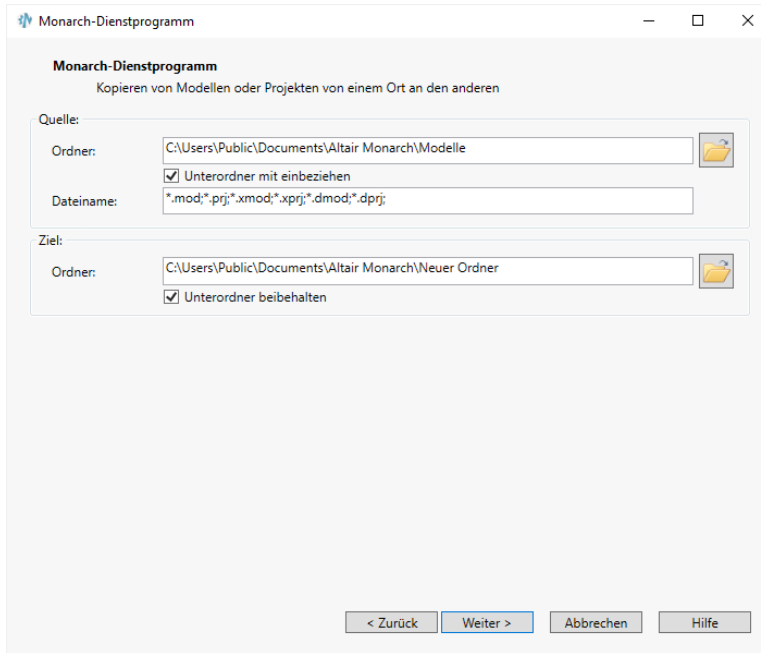 Monarch-Dienstprogramm
Monarch-Dienstprogramm
Kopieren von Modellen oder Projekten von einem Ort an den anderen
Quelle:
Ordner: C:\Users\Public\Documents\Altair Monarch\Modelle
Unterordner mit einbeziehen
Dateiname: *.mod;*.prj;*.xmod;*.xprj;*.dmod;*.dprj;
Ziel:
Ordner: C:\Users\Public\Documents\Altair Monarch\Neuer Ordner
Unterordner beibehalten
< Zurück Weiter > Abbrechen Hilfe